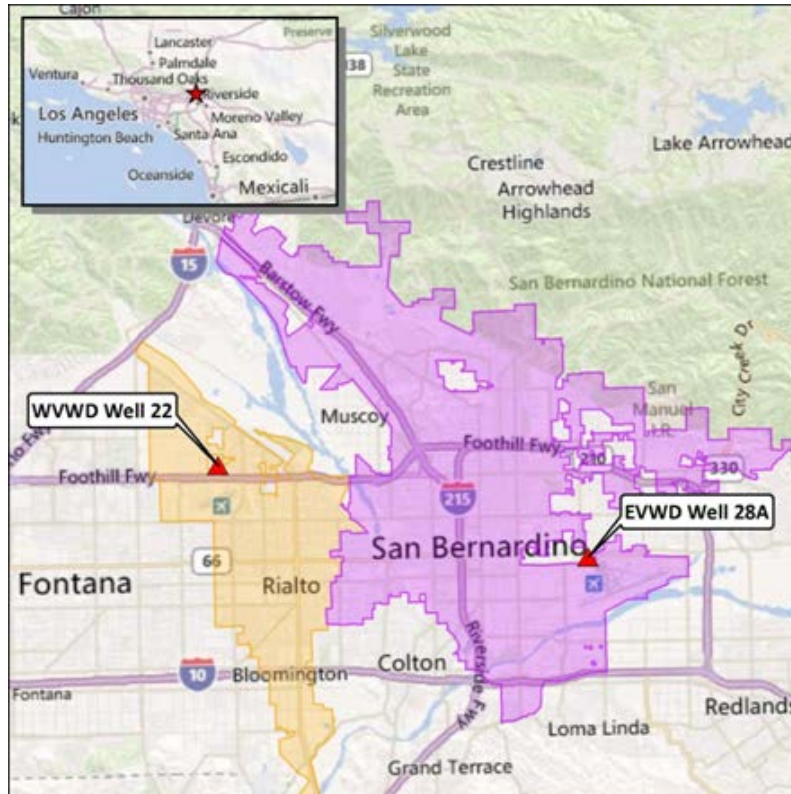 Cajon
Preserve
Lancaster
Palmdale
Ventura
Thousand Oaks
Riverside
Los Angeles
Moreno Valley
Huntington Beach
Santa Ana
Escondido
Oceanside
Mexicali
Silverwood
Lake
State
Recreation
Area
Lake Arrowhead
Crestline
Arrowhead
Highlands
Devore
15
Barstow Fwy
San Bernardino National Forest
City Creek Dr
San
Manuel
I.R.
WVWD Well 22
Muscoy
Foothill Fwy
Foothill Fwy
210
330
215
EVWD Well 28A
San Bernardino
66
Fontana
Rialto
Riverside Fwy
Colton
10
Bloomington
Fontana
Redlands
Loma Linda
Grand Terrace